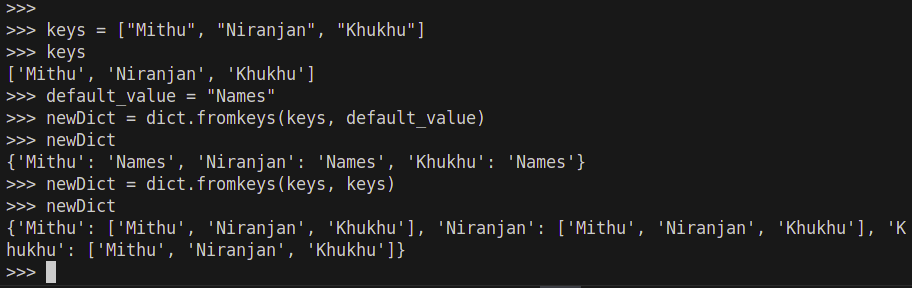 >>>
>>> keys = ["Mithu", "Niranjan", "Khukhu"]
>>> keys
['Mithu', 'Niranjan', 'Khukhu']
>>> default_value = "Names"
>>> newDict = dict.fromkeys(keys, default_value)
>>> newDict
{'Mithu': 'Names', 'Niranjan': 'Names', 'Khukhu': 'Names'}
>>> newDict = dict.fromkeys(keys, keys)
>>> newDict
{'Mithu': ['Mithu', 'Niranjan', 'Khukhu'], 'Niranjan': ['Mithu', 'Niranjan', 'Khukhu'], 'K
hukhu': ['Mithu', 'Niranjan', 'Khukhu']}
>>>